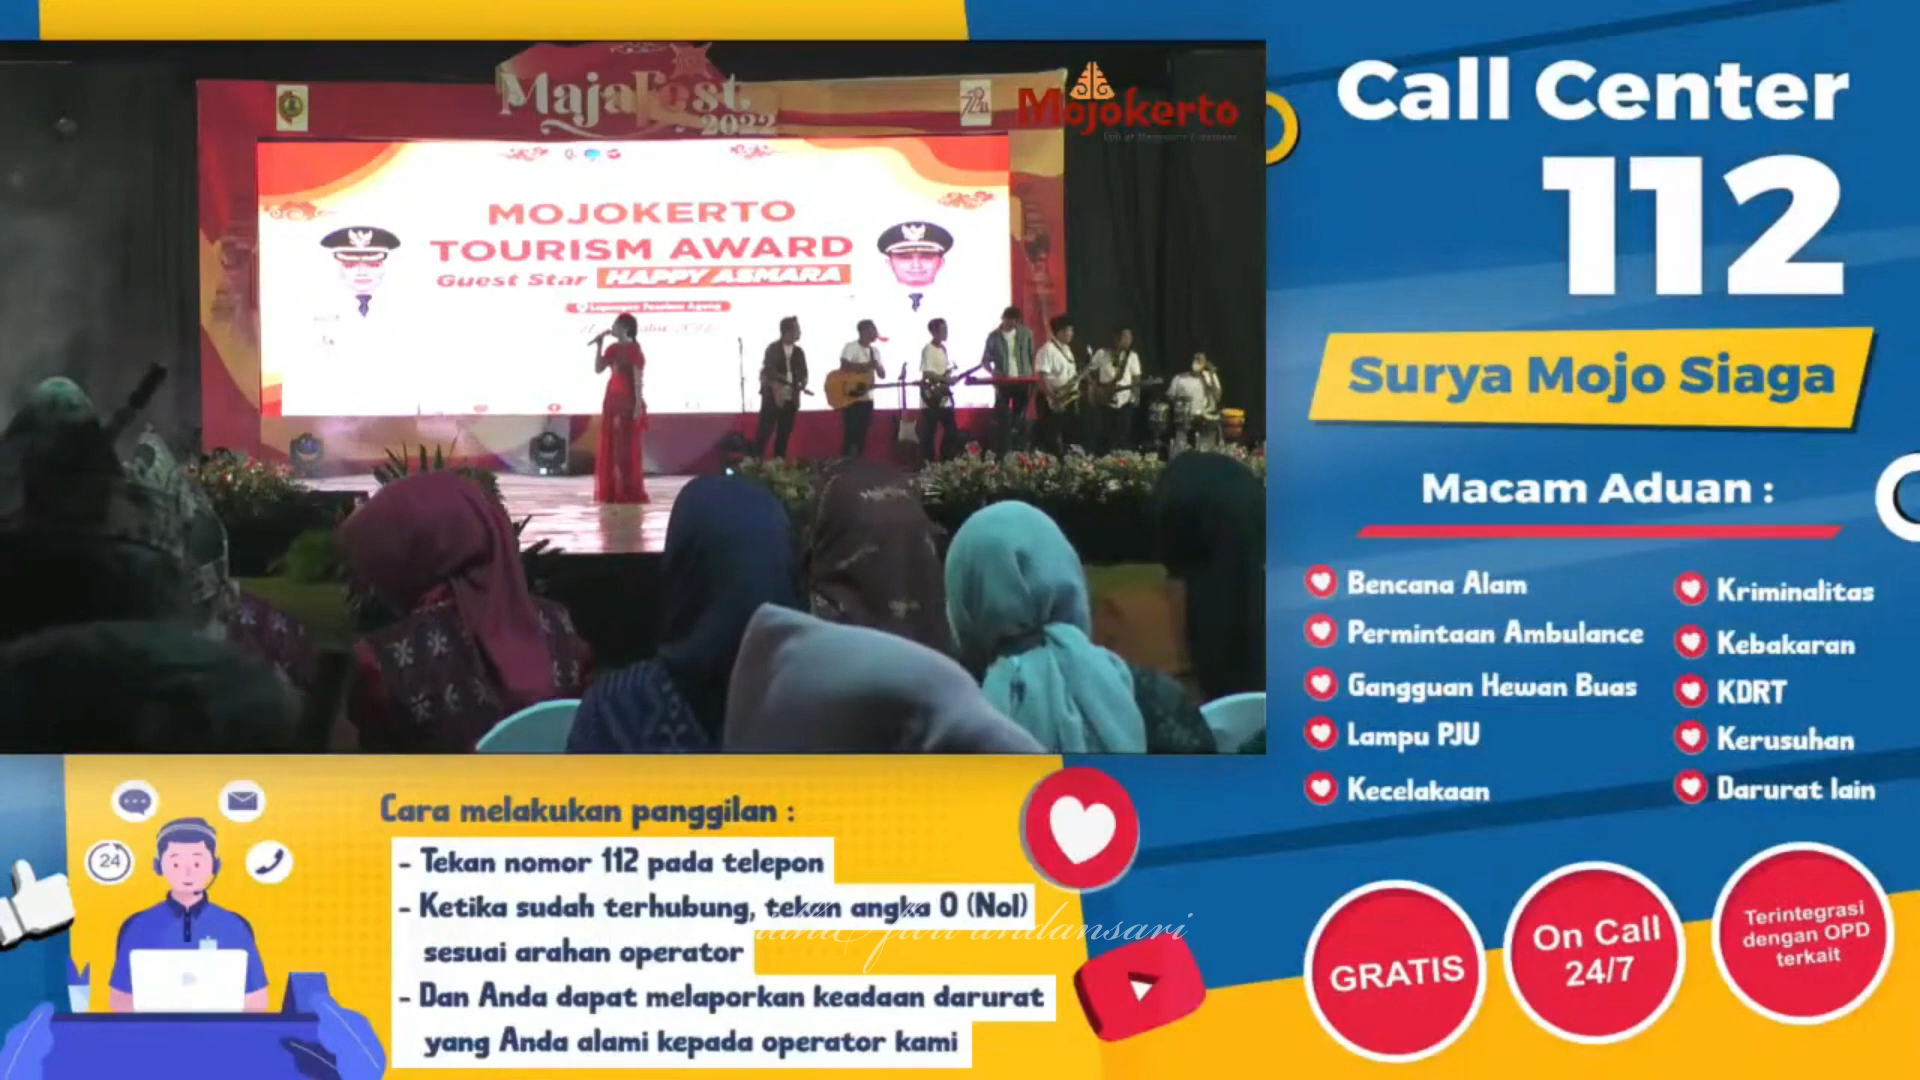 MajaFest
2022
Mojokerto
MOJOKERTO
TOURISM AWARD
Guest Star HAPPY ASMARA
Call Center
112
Surya Mojo Siaga
Macam Aduan :
Bencana Alam
Permintaan Ambulance
Gangguan Hewan Buas
Lampu PJU
Kecelakaan
Kriminalitas
Kebakaran
KDRT
Kerusuhan
Darurat lain
24
Cara melakukan panggilan :
- Tekan nomor 112 pada telepon
- Ketika sudah terhubung, tekan angka 0 (Nol)
sesuai arahan operator
- Dan Anda dapat melaporkan keadaan darurat
yang Anda alami kepada operator kami
GRATIS
On Call
24/7
Terintegrasi
dengan OPD
terkait